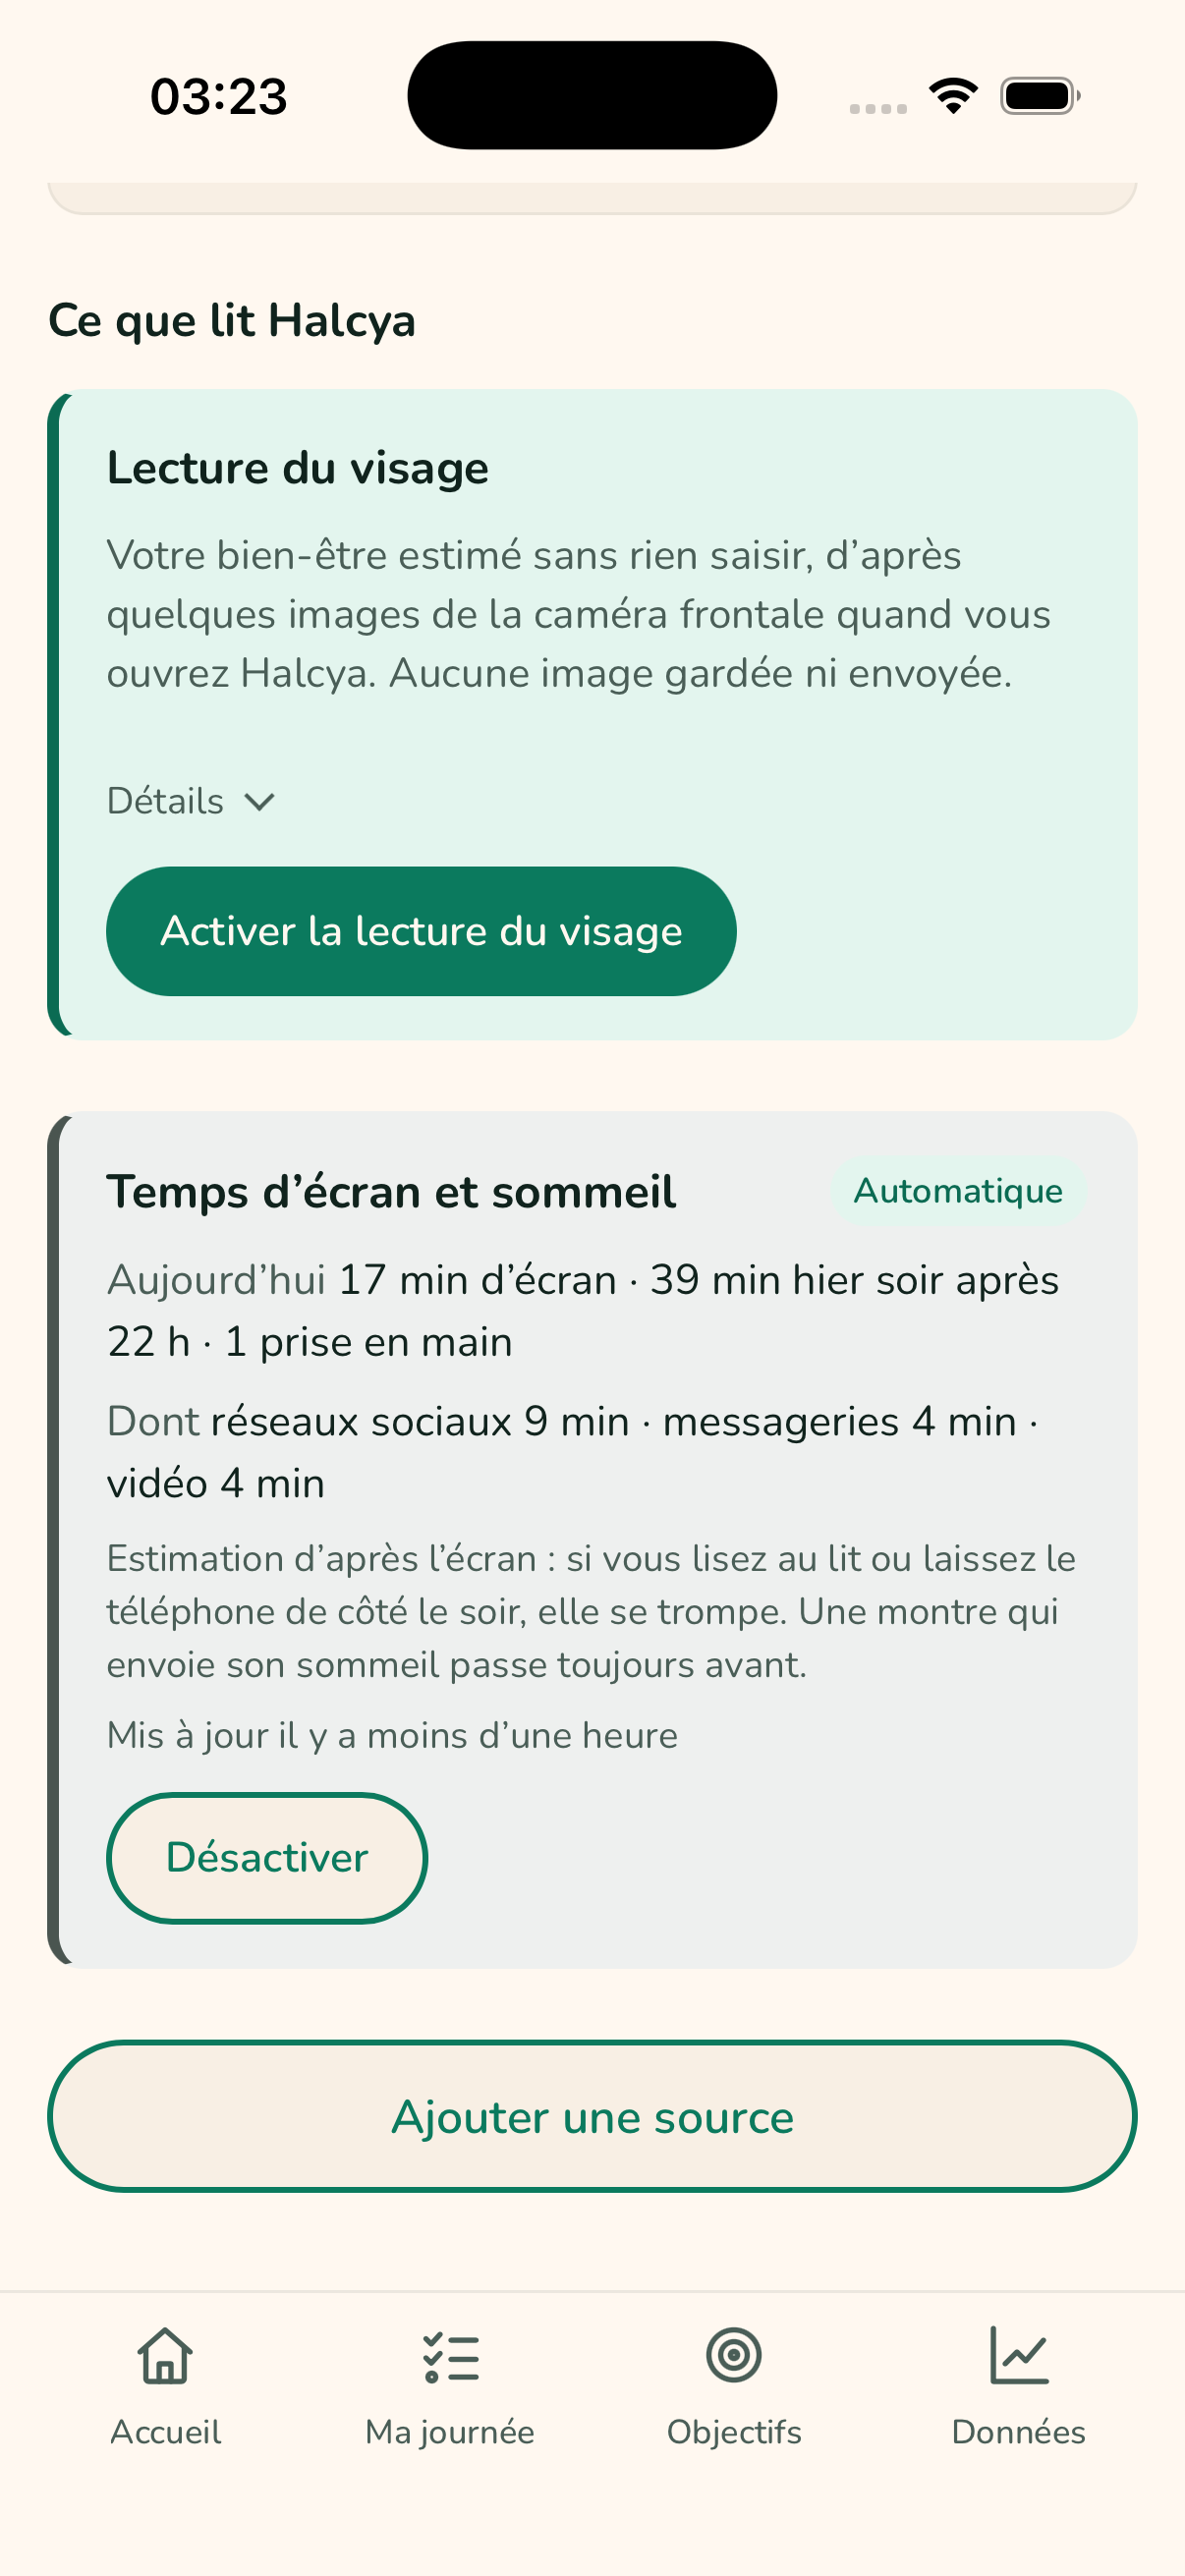 03:23
Ce que lit Halcya
Lecture du visage
Votre bien-être estimé sans rien saisir, d’après
quelques images de la caméra frontale quand vous
ouvrez Halcya. Aucune image gardée ni envoyée.
Détails
Activer la lecture du visage
Temps d’écran et sommeil
Automatique
Aujourd’hui 17 min d’écran · 39 min hier soir après
22 h · 1 prise en main
Dont réseaux sociaux 9 min · messageries 4 min ·
vidéo 4 min
Estimation d’après l’écran : si vous lisez au lit ou laissez le
téléphone de côté le soir, elle se trompe. Une montre qui
envoie son sommeil passe toujours avant.
Mis à jour il y a moins d’une heure
Désactiver
Ajouter une source
Accueil
Ma journée
Objectifs
Données